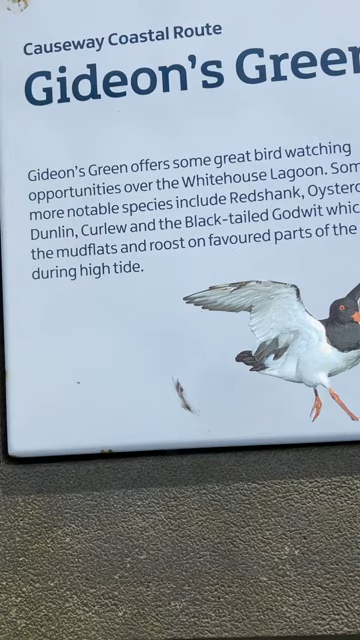 Causeway Coastal Route
Gideon's Green
Gideon's Green offers some great bird watching
opportunities over the Whitehouse Lagoon. Som
more notable species include Redshank, Oysterc
Dunlin, Curlew and the Black-tailed Godwit whic
the mudflats and roost on favoured parts of the
during high tide.